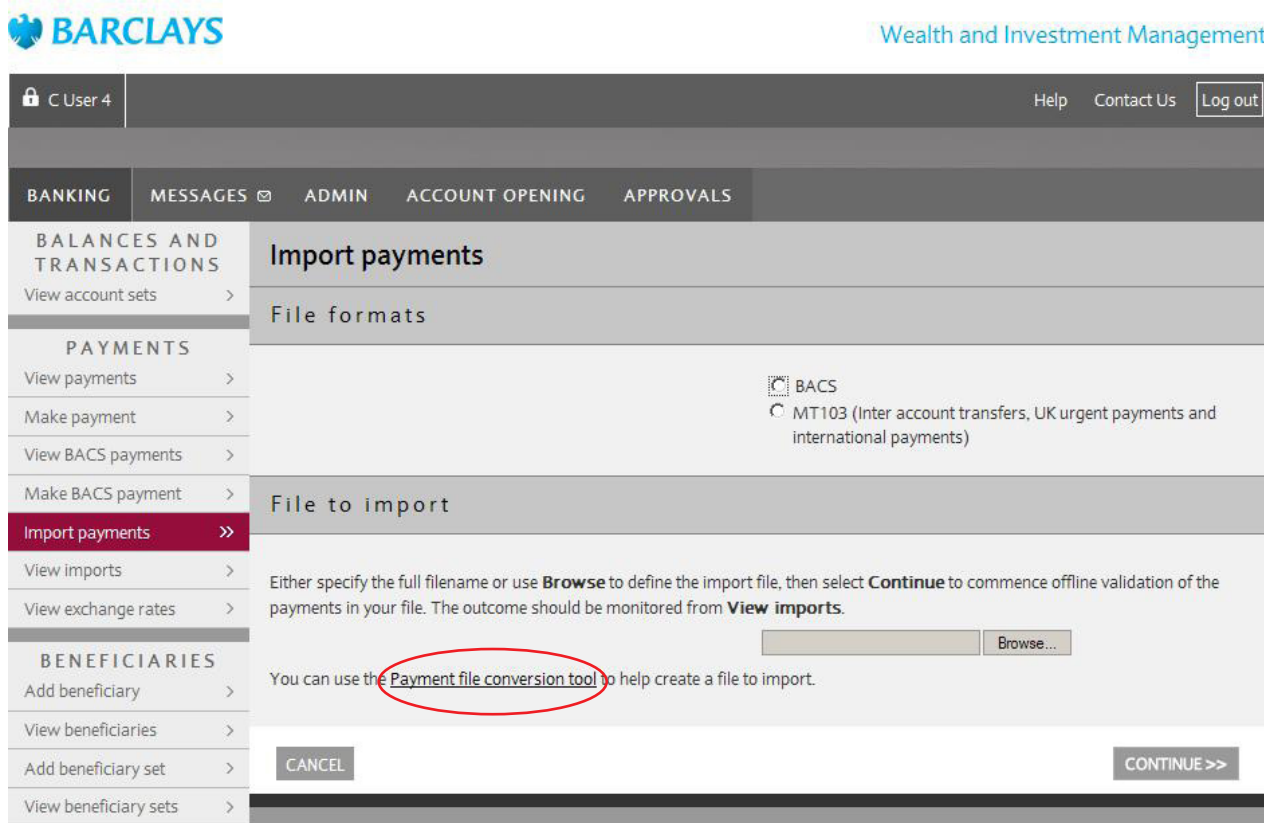 BARCLAYS
Wealth and Investment Management
C User 4
Help Contact Us Log out
BANKING MESSAGES ADMIN ACCOUNT OPENING APPROVALS
BALANCES AND
TRANSACTIONS
View account sets >
PAYMENTS
View payments >
Make payment >
View BACS payments >
Make BACS payment >
Import payments »
View imports >
View exchange rates >
BENEFICIARIES
Add beneficiary >
View beneficiaries >
Add beneficiary set >
View beneficiary sets >
Import payments
File formats
BACS
MT103 (Inter account transfers, UK urgent payments and
international payments)
File to import
Either specify the full filename or use Browse to define the import file, then select Continue to commence offline validation of the
payments in your file. The outcome should be monitored from View imports.
Browse...
You can use the Payment file conversion tool to help create a file to import.
CANCEL
CONTINUE >>